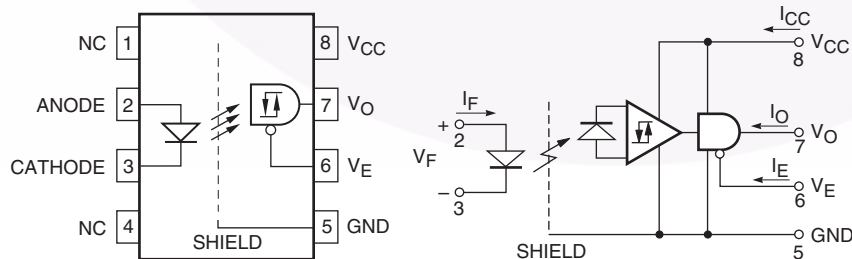 NC 1
8 VCC
ANODE 2
7 VO
CATHODE 3
6 VE
NC 4
5 GND
SHIELD
ICC
VCC
8
IF
+
2
VF
–
3
IO
VO
7
IE
VE
6
GND
5
SHIELD